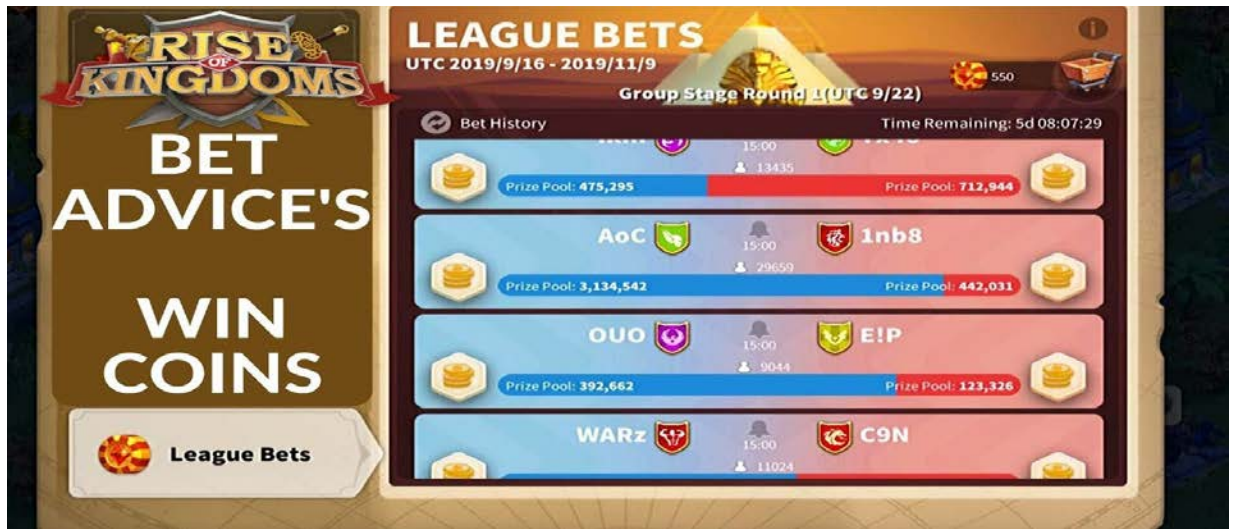 RISE
OF
KINGDOMS
BET
ADVICE'S
WIN
COINS
League Bets
LEAGUE BETS
UTC 2019/9/16 - 2019/11/9
550
Group Stage Round 1(UTC 9/22)
Bet History
Time Remaining: 5d 08:07:29
15:00
13435
Prize Pool: 475,295
Prize Pool: 712,944
AoC
15:00
1nb8
29659
Prize Pool: 3,134,542
Prize Pool: 442,031
OUO
15:00
E!P
9044
Prize Pool: 392,662
Prize Pool: 123,326
WARz
15:00
C9N
11024